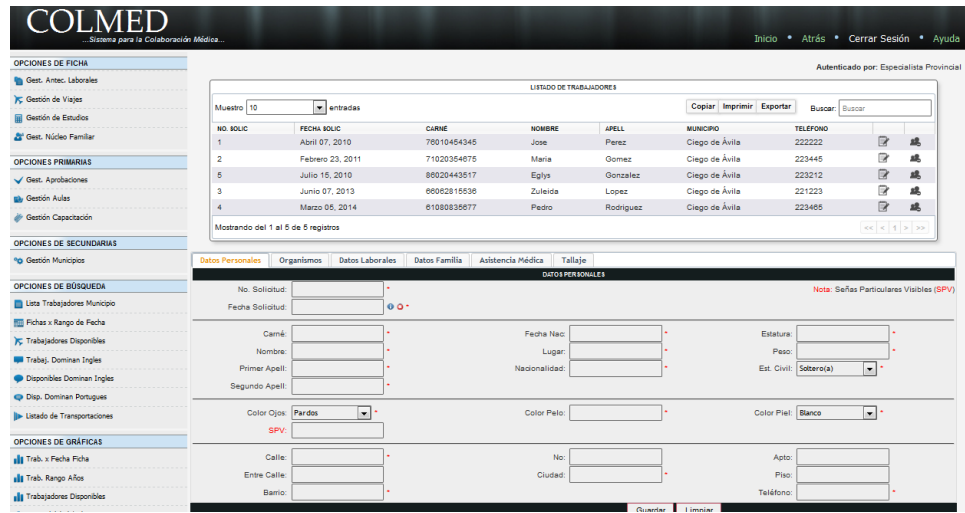 COLMED
...Sistema para la Colaboración Médica...
Inicio • Atrás • Cerrar Sesión • Ayuda
Autenticado por: Especialista Provincial
OPCIONES DE FICHA
Gest. Antec. Laborales
Gestión de Viajes
Gestión de Estudios
Gest. Núcleo Familiar
OPCIONES PRIMARIAS
Gest. Aprobaciones
Gestión Aulas
Gestión Capacitación
OPCIONES DE SECUNDARIAS
Gestión Municipios
OPCIONES DE BÚSQUEDA
Lista Trabajadores Municipio
Fichas x Rango de Fecha
Trabajadores Disponibles
Trabaj. Dominan Ingles
Disponibles Dominan Ingles
Disp. Dominan Portugues
Listado de Transportaciones
OPCIONES DE GRÁFICAS
Trab. x Fecha Ficha
Trab. Rango Años
Trabajadores Disponibles
LISTADO DE TRABAJADORES
Muestro 10 entradas Copiar Imprimir Exportar Buscar: Buscar
NO. SOLIC FECHA SOLIC CARNÉ NOMBRE APELL MUNICIPIO TELÉFONO
1 Abril 07, 2010 76010454345 Jose Perez Ciego de Ávila 222222
2 Febrero 23, 2011 71020354675 Maria Gomez Ciego de Ávila 223445
5 Julio 15, 2010 86020443517 Eglys Gonzalez Ciego de Ávila 223212
3 Junio 07, 2013 66062815536 Zuleida Lopez Ciego de Ávila 221223
4 Marzo 05, 2014 61080835677 Pedro Rodriguez Ciego de Ávila 223465
Mostrando del 1 al 5 de 5 registros << < 1 > >>
Datos Personales Organismos Datos Laborales Datos Familia Asistencia Médica Tallaje
DATOS PERSONALES
No. Solicitud: * Nota: Señas Particulares Visibles (SPV)
Fecha Solicitud: *
Carné: * Fecha Nac: * Estatura: *
Nombre: * Lugar: * Peso: *
Primer Apell: * Nacionalidad: * Est. Civil: Soltero(a) *
Segundo Apell: *
Color Ojos: Pardos * Color Pelo: * Color Piel: Blanco *
SPV:
Calle: * No: Apto:
Entre Calle: Ciudad: * Piso:
Barrio: * Teléfono: *
Guardar Limpiar